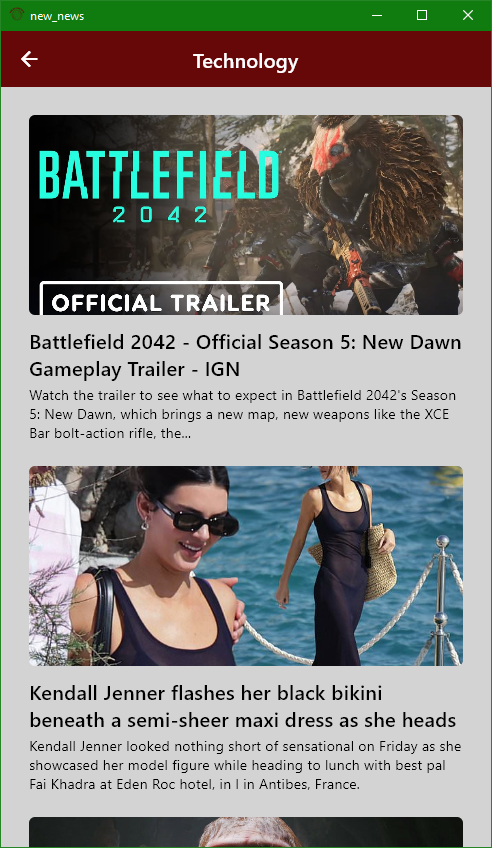 new_news
Technology
BATTLEFIELD
2042
OFFICIAL TRAILER
Battlefield 2042 - Official Season 5: New Dawn
Gameplay Trailer - IGN
Watch the trailer to see what to expect in Battlefield 2042's Season
5: New Dawn, which brings a new map, new weapons like the XCE
Bar bolt-action rifle, the...
Kendall Jenner flashes her black bikini
beneath a semi-sheer maxi dress as she heads
Kendall Jenner looked nothing short of sensational on Friday as she
showcased her model figure while heading to lunch with best pal
Fai Khadra at Eden Roc hotel, in l in Antibes, France.